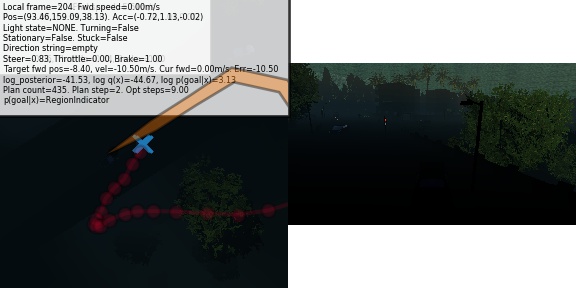 Local frame=204. Fwd speed=0.00m/s
Pos=(93.46,159.09,38.13). Acc=(-0.72,1.13,-0.02)
Light state=NONE. Turning=False
Stationary=False. Stuck=False
Direction string=empty
Steer=0.83, Throttle=0.00, Brake=1.00
Target fwd pos=-8.40, vel=-10.50m/s. Cur fwd=0.00m/s. Err=-10.50
log_posterior=-41.53, log q(x)=-44.67, log p(goal|x)=3.13
Plan count=435. Plan step=2. Opt steps=9.00
p(goal|x)=RegionIndicator